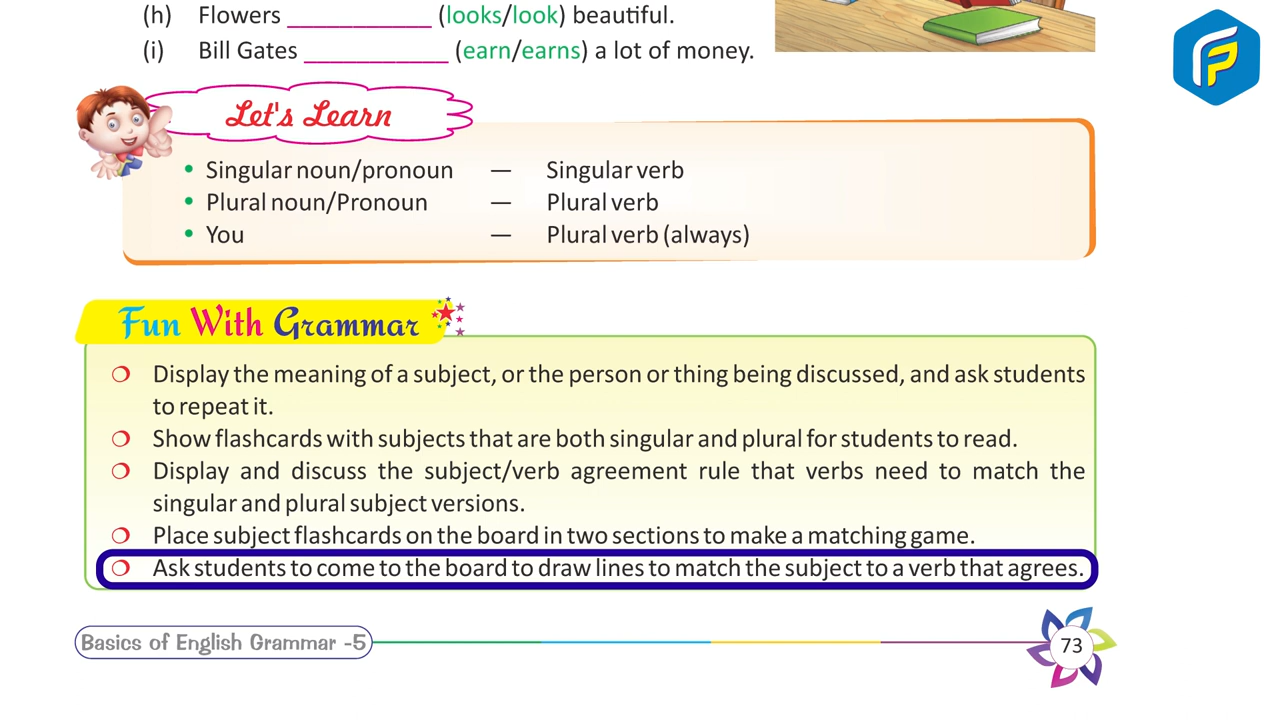 (h) Flowers ___________ (looks/look) beautiful.
(i) Bill Gates ___________ (earn/earns) a lot of money.
Let's Learn
• Singular noun/pronoun — Singular verb
• Plural noun/Pronoun — Plural verb
• You — Plural verb (always)
Fun With Grammar
❍ Display the meaning of a subject, or the person or thing being discussed, and ask students
to repeat it.
❍ Show flashcards with subjects that are both singular and plural for students to read.
❍ Display and discuss the subject/verb agreement rule that verbs need to match the
singular and plural subject versions.
❍ Place subject flashcards on the board in two sections to make a matching game.
❍ Ask students to come to the board to draw lines to match the subject to a verb that agrees.
Basics of English Grammar -5
73